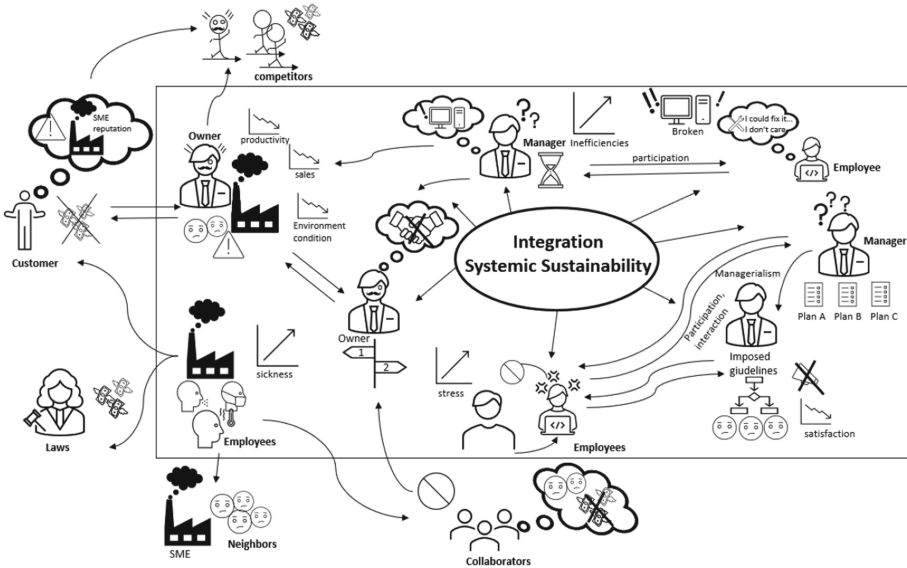 competitors
SME
reputation
Owner
productivity
sales
Environment
condition
Customer
Manager
Inefficiencies
Broken
I could fix it...
I don't care...
Employee
participation
Integration
Systemic Sustainability
Manager
Plan A
Plan B
Plan C
Managerialism
Participation,
interaction
Imposed
giudelines
satisfaction
Owner
1
2
stress
</>
Employees
</>
sickness
Employees
Laws
SME
Neighbors
Collaborators